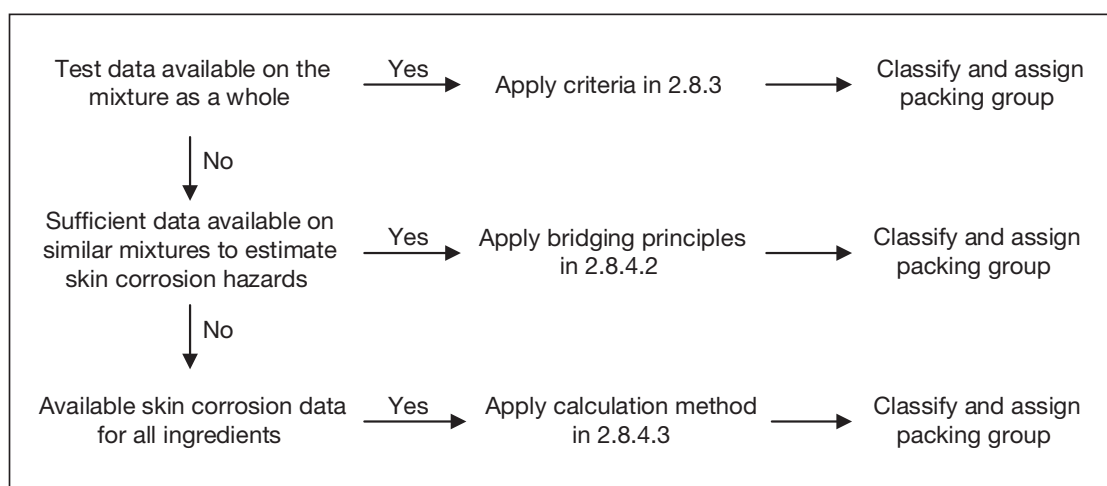 Test data available on the
mixture as a whole
Yes
Apply criteria in 2.8.3
Classify and assign
packing group
No
Sufficient data available on
similar mixtures to estimate
skin corrosion hazards
Yes
Apply bridging principles
in 2.8.4.2
Classify and assign
packing group
No
Available skin corrosion data
for all ingredients
Yes
Apply calculation method
in 2.8.4.3
Classify and assign
packing group